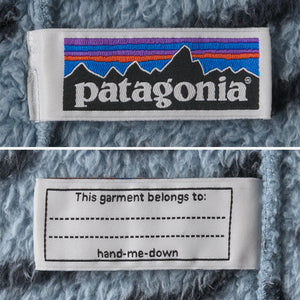 patagonia®
This garment belongs to:
hand-me-down